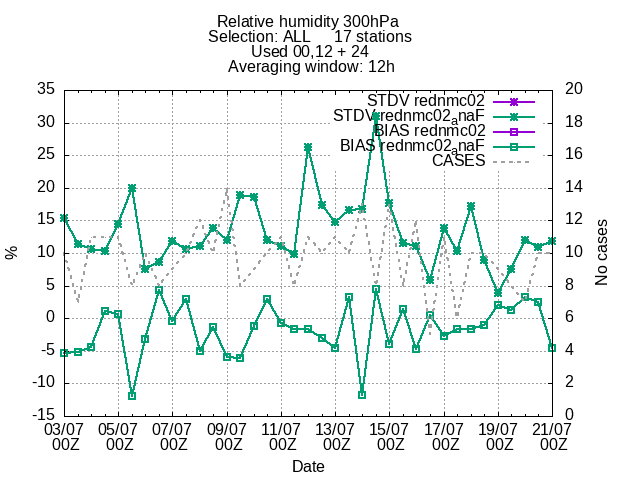 Relative humidity 300hPa
Selection: ALL 17 stations
Used 00,12 + 24
Averaging window: 12h
STDV rednmc02
STDV rednmc02anaF
BIAS rednmc02
BIAS rednmc02anaF
CASES
35
30
25
20
15
10
5
0
-5
-10
-15
%
20
18
16
14
12
10
8
6
4
2
0
No cases
03/07 05/07 07/07 09/07 11/07 13/07 15/07 17/07 19/07 21/07
00Z 00Z 00Z 00Z 00Z 00Z 00Z 00Z 00Z 00Z
Date